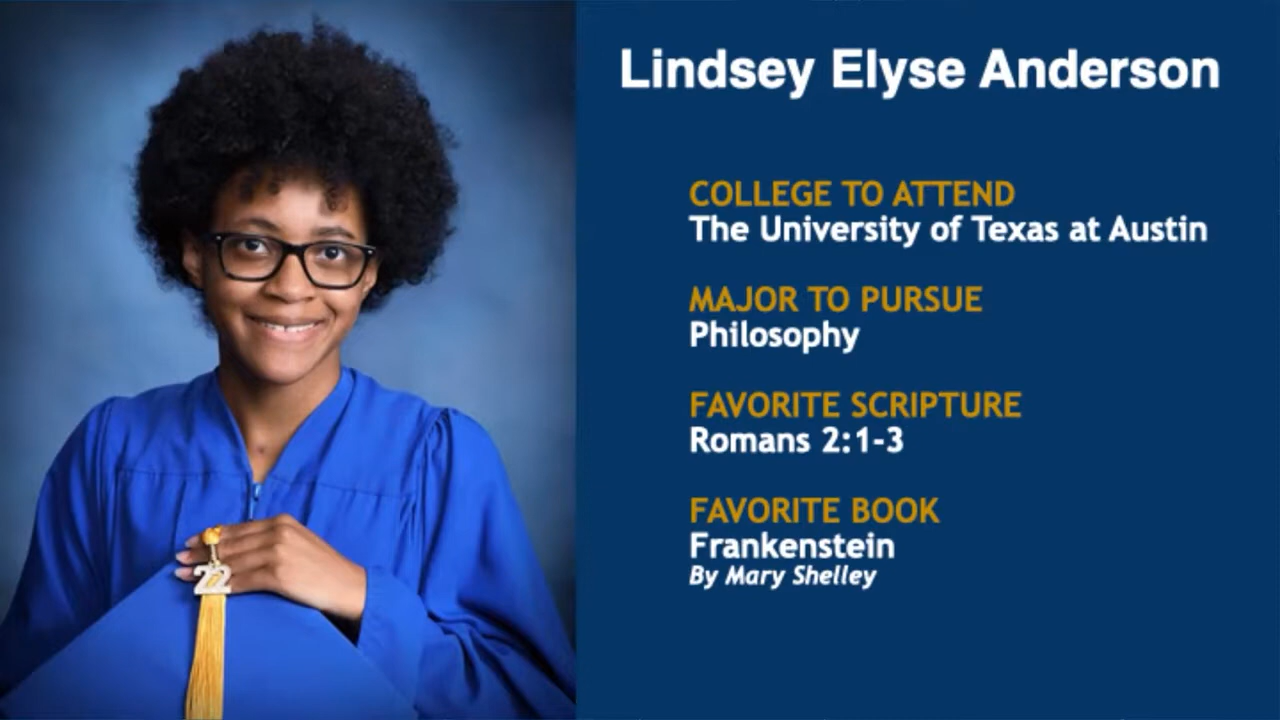 Lindsey Elyse Anderson
COLLEGE TO ATTEND
The University of Texas at Austin
MAJOR TO PURSUE
Philosophy
FAVORITE SCRIPTURE
Romans 2:1-3
FAVORITE BOOK
Frankenstein
By Mary Shelley
22